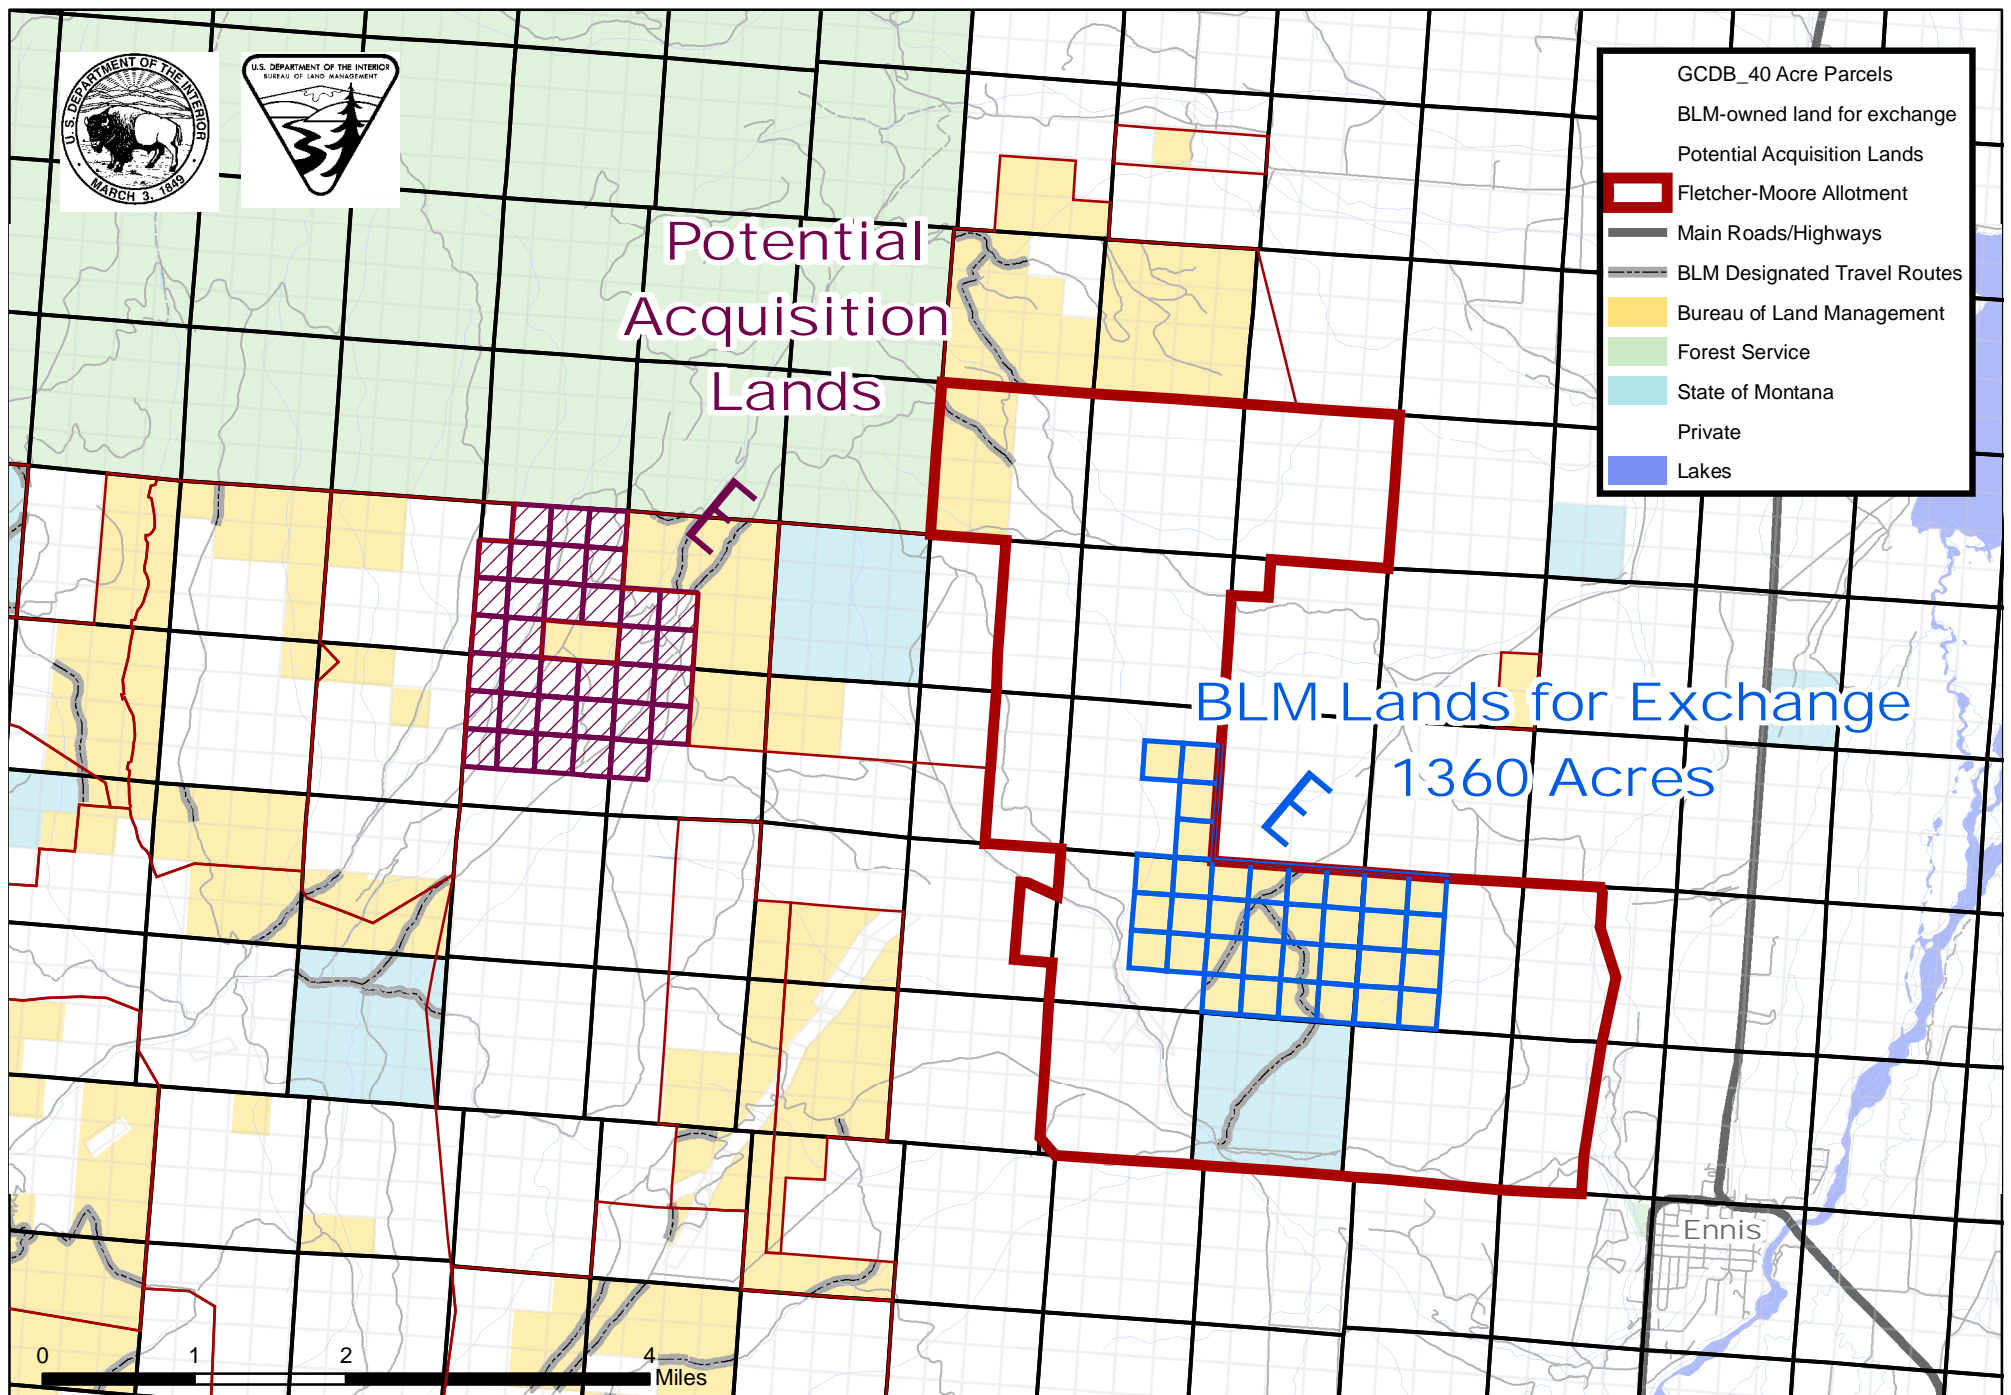 U.S. DEPARTMENT OF THE INTERIOR
MARCH 3, 1849
U.S. DEPARTMENT OF THE INTERIOR
BUREAU OF LAND MANAGEMENT
GCDB_40 Acre Parcels
BLM-owned land for exchange
Potential Acquisition Lands
Fletcher-Moore Allotment
Main Roads/Highways
BLM Designated Travel Routes
Bureau of Land Management
Forest Service
State of Montana
Private
Lakes
Potential
Acquisition
Lands
E
BLM Lands for Exchange
1360 Acres
E
Ennis
0 1 2 4
Miles